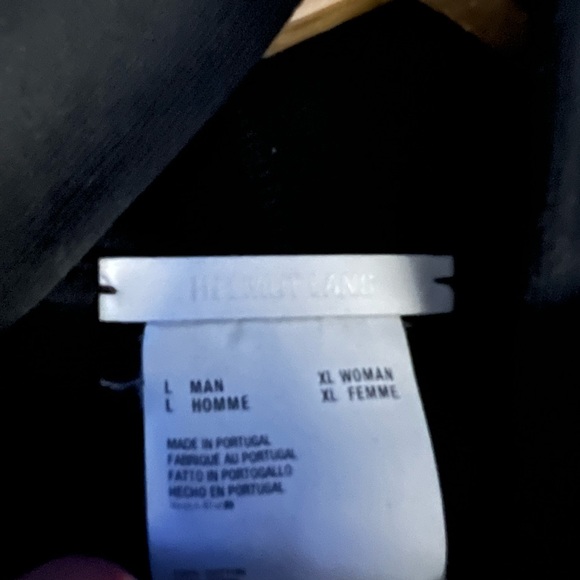 HELMUT LANG
L MAN XL WOMAN
L HOMME XL FEMME
MADE IN PORTUGAL
FABRIQUÉ AU PORTUGAL
FATTO IN PORTOGALLO
HECHO EN PORTUGAL